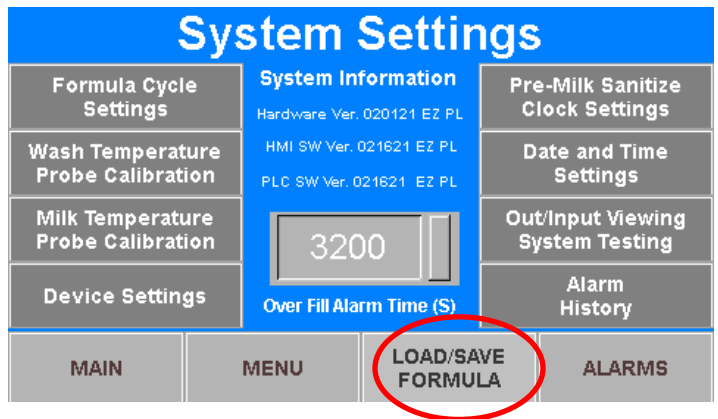 System Settings
Formula Cycle
Settings
Wash Temperature
Probe Calibration
Milk Temperature
Probe Calibration
Device Settings
System Information
Hardware Ver. 020121 EZ PL
HMI SW Ver. 021621 EZ PL
PLC SW Ver. 021621 EZ PL
3200
Over Fill Alarm Time (S)
Pre-Milk Sanitize
Clock Settings
Date and Time
Settings
Out/Input Viewing
System Testing
Alarm
History
MAIN
MENU
LOAD/SAVE
FORMULA
ALARMS